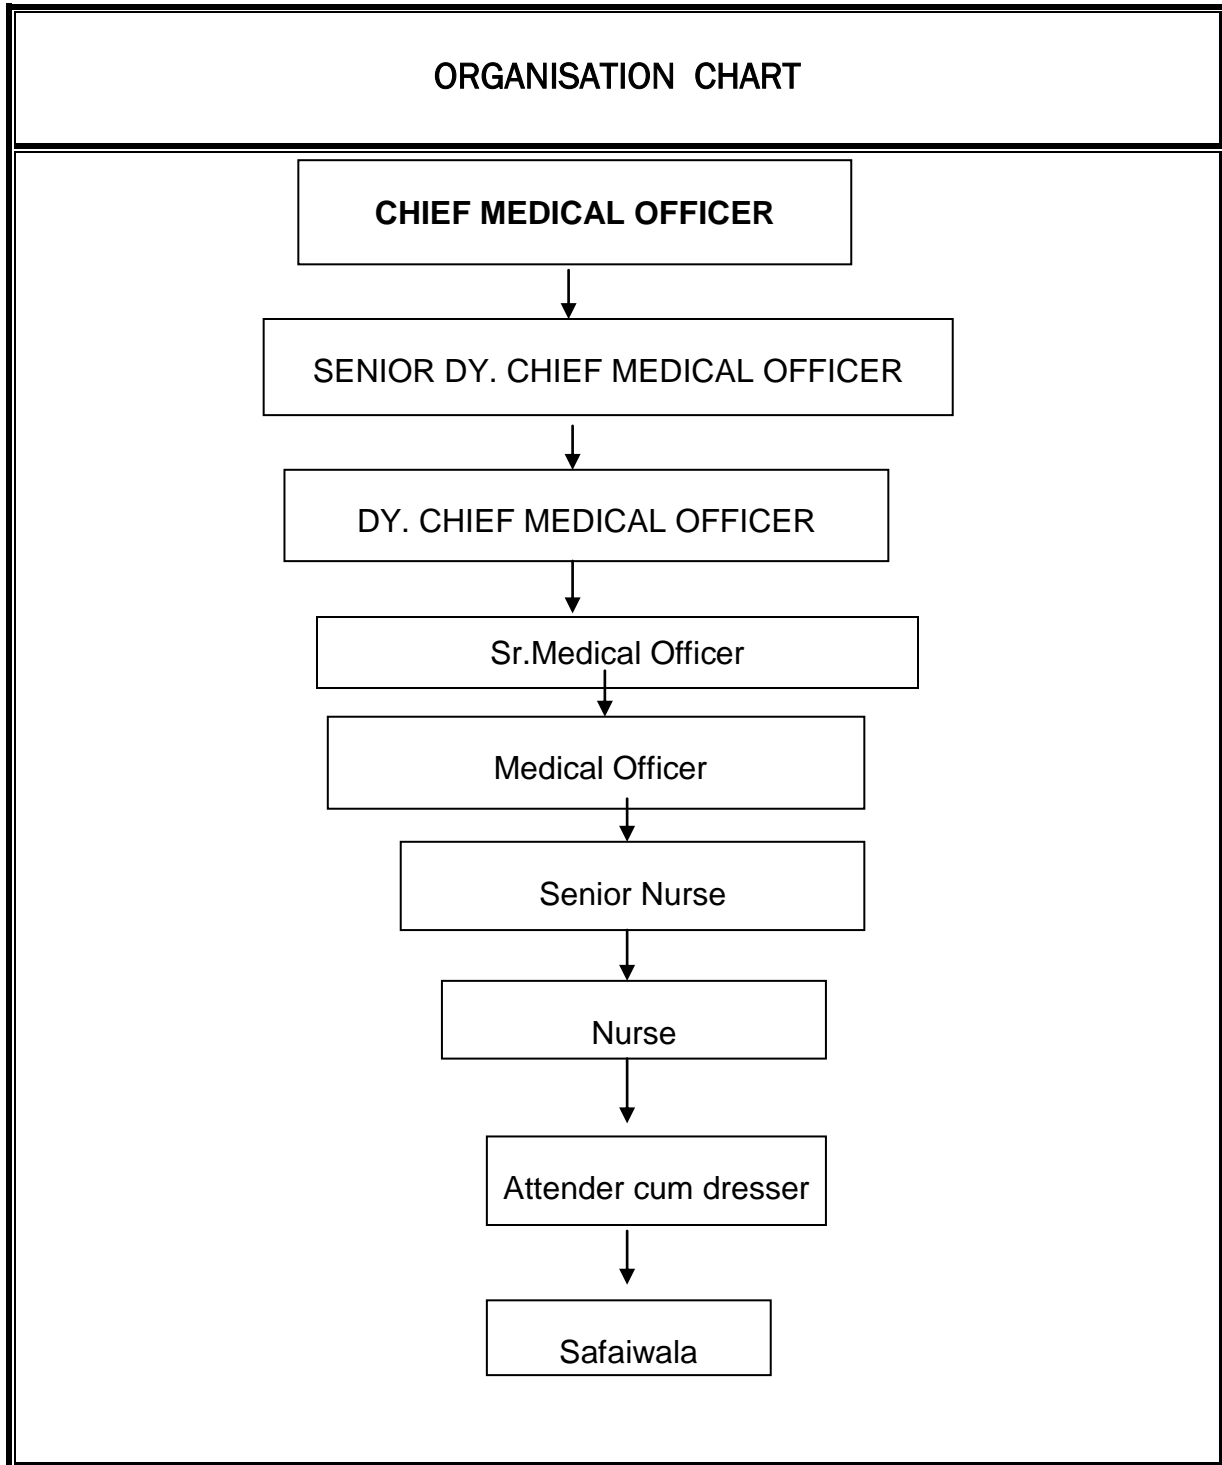 ORGANISATION CHART
CHIEF MEDICAL OFFICER
SENIOR DY. CHIEF MEDICAL OFFICER
DY. CHIEF MEDICAL OFFICER
Sr.Medical Officer
Medical Officer
Senior Nurse
Nurse
Attender cum dresser
Safaiwala